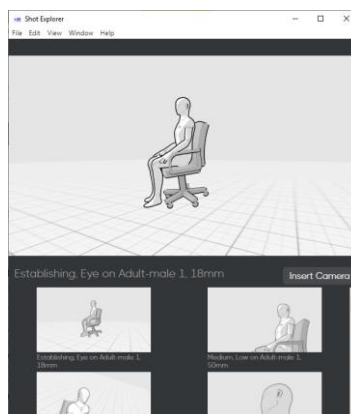 Shot Explorer
File Edit View Window Help
Establishing, Eye on Adult-male 1, 18mm
Insert Camera
Establishing, Eye on Adult-male 1,
18mm
Medium, Low on Adult-male 1,
50mm